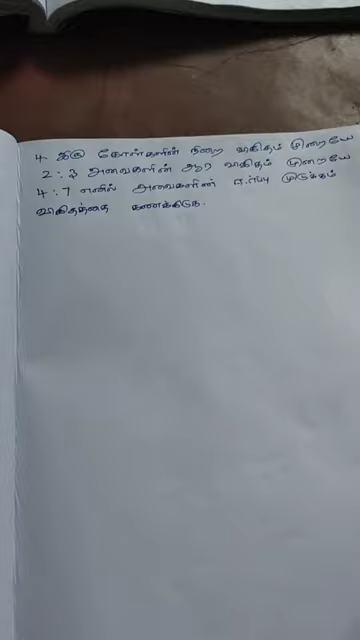 4. இரு கோள்களின் நிறை விகிதம் முறையே
2 : 3 அவைகளின் ஆர விகிதம் முறையே
4 : 7 எனில் அவைகளின் ஈர்ப்பு முடுக்கம்
விகிதத்தை கணக்கிடுக.